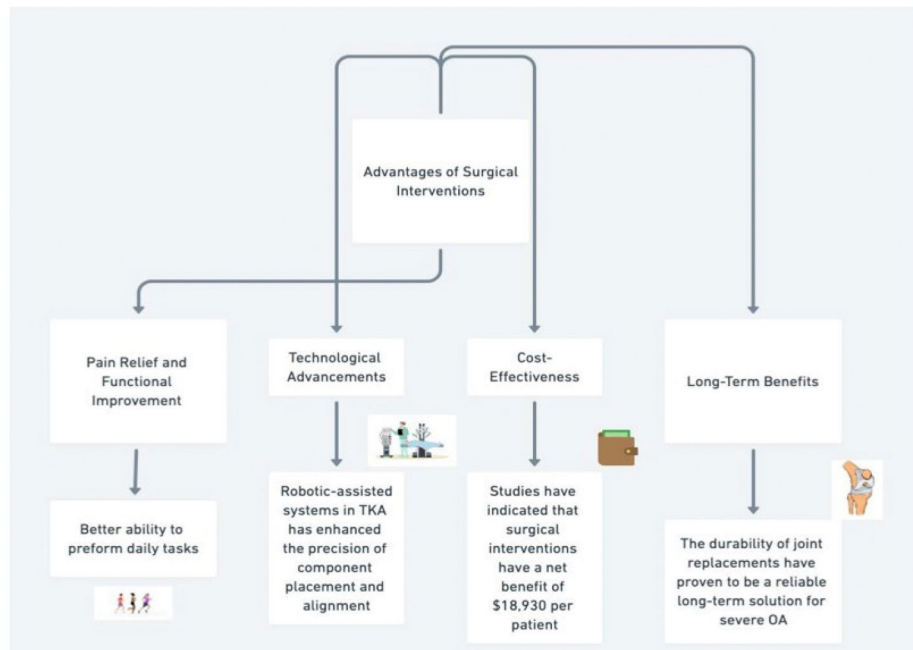 Advantages of Surgical
Interventions
Pain Relief and
Functional
Improvement
Better ability to
preform daily tasks
Technological
Advancements
Robotic-assisted
systems in TKA
has enhanced
the precision of
component
placement and
alignment
Cost-
Effectiveness
Studies have
indicated that
surgical
interventions
have a net
benefit of
$18,930 per
patient
Long-Term Benefits
The durability of joint
replacements have
proven to be a reliable
long-term solution for
severe OA